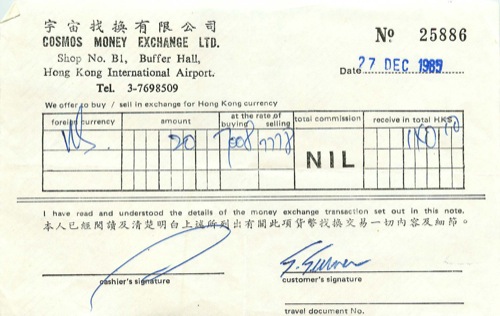 宇宙找換有限公司
COSMOS MONEY EXCHANGE LTD.
Shop No. B1, Buffer Hall,
Hong Kong International Airport.
Tel. 3-7698509
Nº 25886
Date 27 DEC 1985
We offer to buy / sell in exchange for Hong Kong currency
foreign currency amount at the rate of buying selling total commission receive in total HK$
US 20 NIL
I have read and understood the details of the money exchange transaction set out in this note.
本人已經閱讀及清楚明白上述所列出有關此項貨幣找換交易一切內容及細節。
cashier's signature
customer's signature
travel document No.